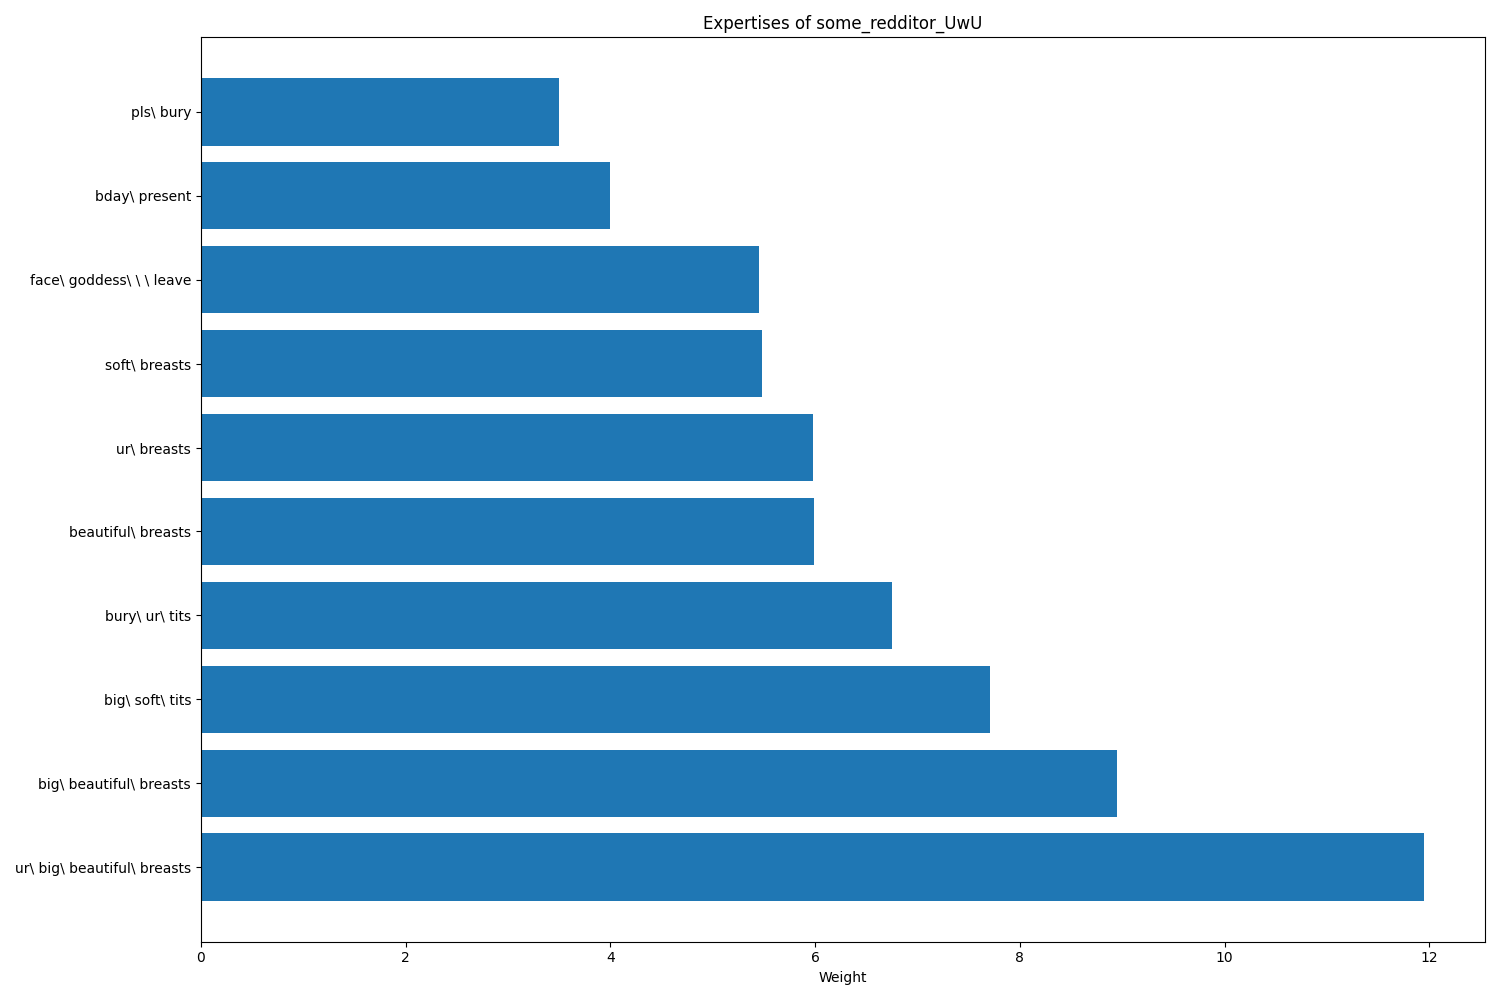 Expertises of some_redditor_UwU
pls\ bury
bday\ present
face\ goddess\ \ \ leave
soft\ breasts
ur\ breasts
beautiful\ breasts
bury\ ur\ tits
big\ soft\ tits
big\ beautiful\ breasts
ur\ big\ beautiful\ breasts
0 2 4 6 8 10 12
Weight